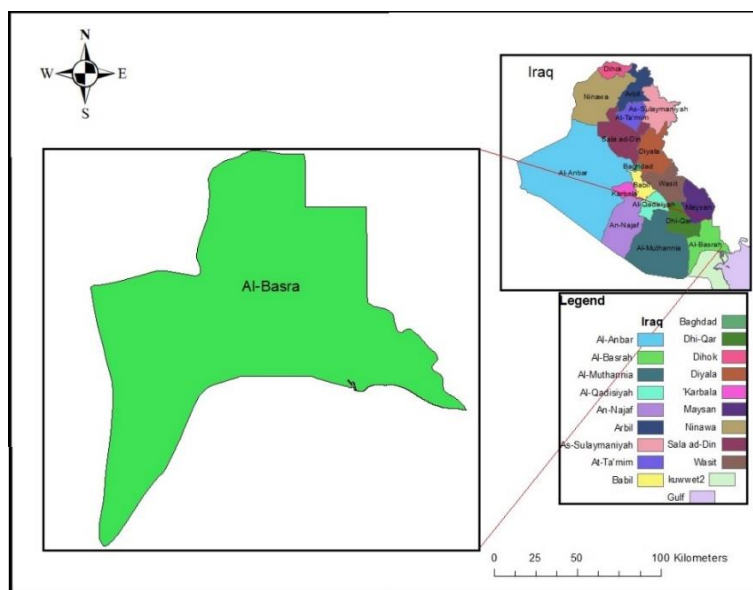 N
W E
S
Iraq
Dihok
Ninawa
Arbil
As-Sulaymaniyah
At-Ta'mim
Sala ad-Din
Diyala
Al-Anbar
Baghdad
Babil
Wasit
Karbala
Al-Qadisiyah
Maysan
Dhi-Qar
An-Najaf
Al-Muthannia
Al-Basrah
Al-Basra
Legend
Iraq
Al-Anbar
Al-Basrah
Al-Muthannia
Al-Qadisiyah
An-Najaf
Arbil
As-Sulaymaniyah
At-Ta'mim
Babil
Baghdad
Dhi-Qar
Dihok
Diyala
'Karbala
Maysan
Ninawa
Sala ad-Din
Wasit
kuwwet2
Gulf
0 25 50 100 Kilometers